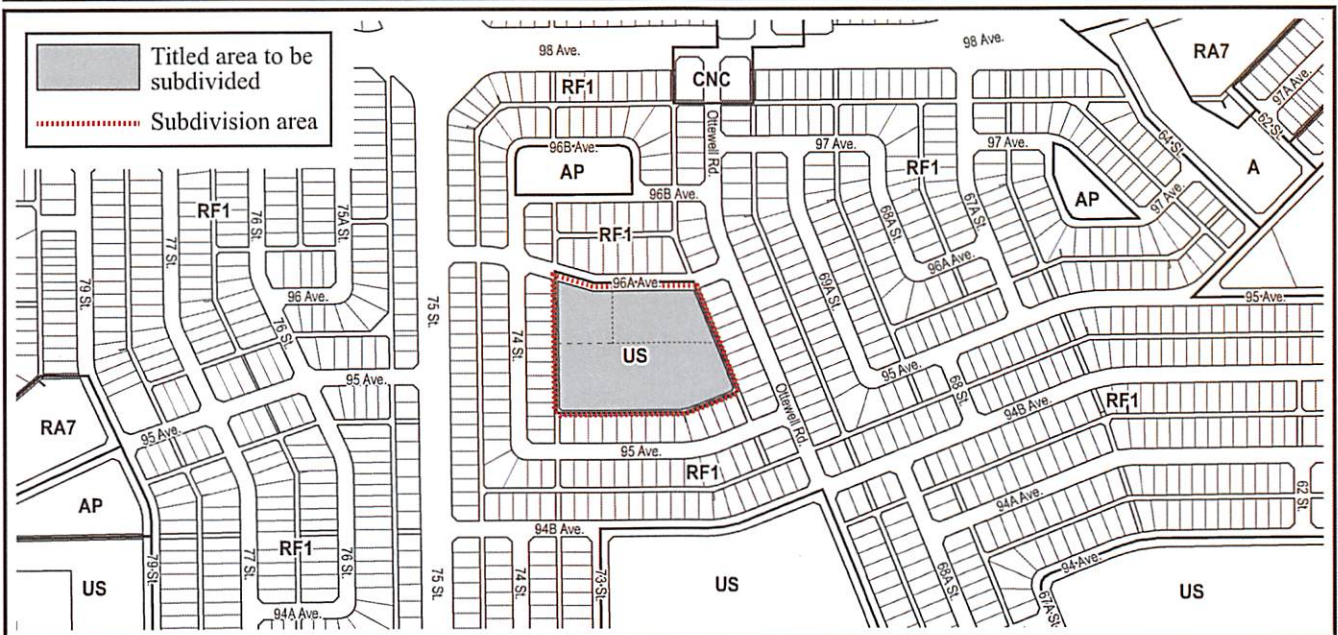 Titled area to be
subdivided
Subdivision area
98 Ave.
98 Ave.
RA7
CNC
RF1
97A Ave.
62 St.
Ottewell Rd.
64 St.
96B Ave.
97 Ave.
97 Ave.
AP
RF1
A
96B Ave.
AP
97 Ave.
RF1
76 St.
75A St.
77 St.
68A St.
67A St.
RF1
96A Ave.
79 St.
96 Ave.
75 St.
96A Ave.
69A St.
95 Ave.
76 St.
74 St.
US
95 Ave.
95 Ave.
68 St.
Ottewell Rd.
94B Ave.
RF1
RA7
95 Ave.
95 Ave.
RF1
AP
94A Ave.
62 St.
94B Ave.
RF1
79 St.
77 St.
76 St.
75 St.
74 St.
73 St.
US
US
68A St.
94 Ave.
67A St.
US
94A Ave.